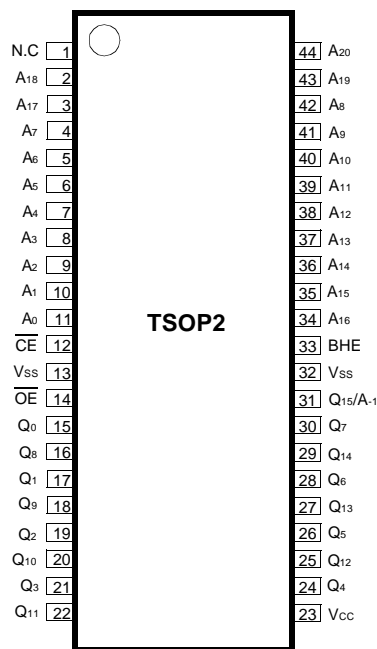 N.C 1 44 A20
A18 2 43 A19
A17 3 42 A8
A7 4 41 A9
A6 5 40 A10
A5 6 39 A11
A4 7 38 A12
A3 8 37 A13
A2 9 36 A14
A1 10 35 A15
A0 11 34 A16
TSOP2
C̅E̅ 12 33 BHE
VSS 13 32 VSS
O̅E̅ 14 31 Q15/A-1
Q0 15 30 Q7
Q8 16 29 Q14
Q1 17 28 Q6
Q9 18 27 Q13
Q2 19 26 Q5
Q10 20 25 Q12
Q3 21 24 Q4
Q11 22 23 VCC